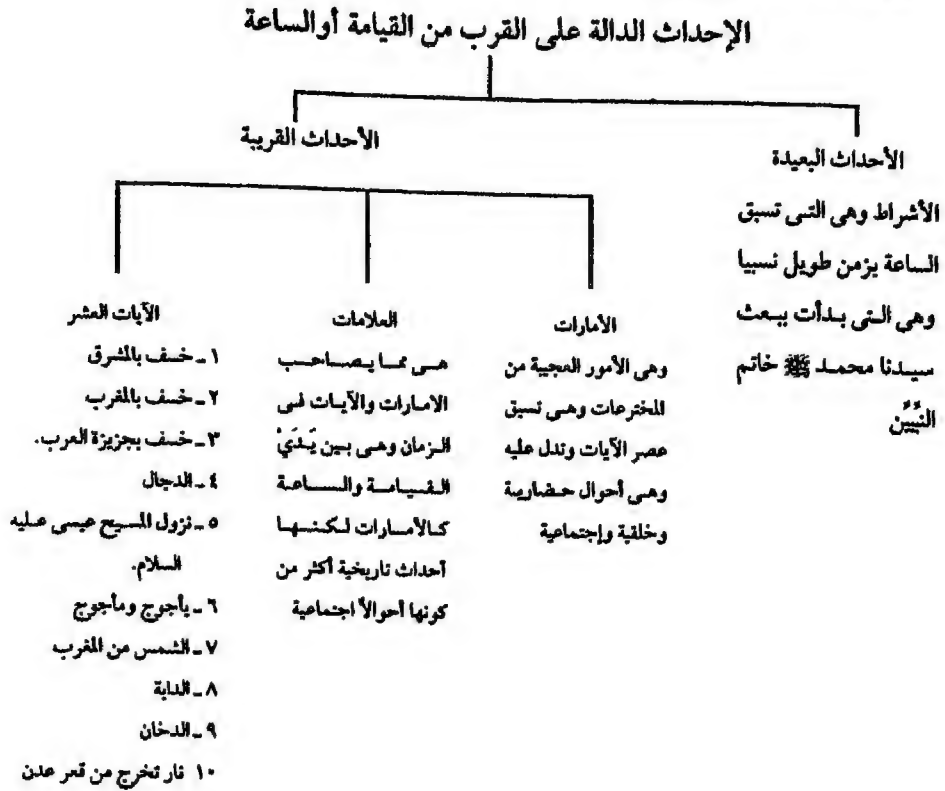 الإحداث الدالة على القرب من القيامة أوالساعة
الأحداث البعيدة
الأشراط وهى التى تسبق
الساعة بزمن طويل نسبيا
وهى التى بدأت ببعث
سيدنا محمد ﷺ خاتم
النبيين
الأحداث القريبة
الأمارات
وهى الأمور العجيبة من
المخترعات وهى تسبق
عصر الآيات وتدل عليه
وهى أحوال حضارية
وخلقية وإجتماعية
العلامات
هى مما يصاحب
الامارات والآيات فى
الزمان وهى بين يَدَيْ
القيامة والساعة
كالأمارات لكنها
أحداث تاريخية أكثر من
كونها أحوالاً اجتماعية
الآيات العشر
١ ـ خسف بالمشرق
٢ ـ خسف بالمغرب
٣ ـ خسف بجزيزة العرب.
٤ ـ الدجال
٥ ـ نزول المسيح عيسى عليه
السلام.
٦ ـ يأجوج ومأجوج
٧ ـ الشمس من المغرب
٨ ـ الدابة
٩ ـ الدخان
١٠ نار تخرج من قعر عدن